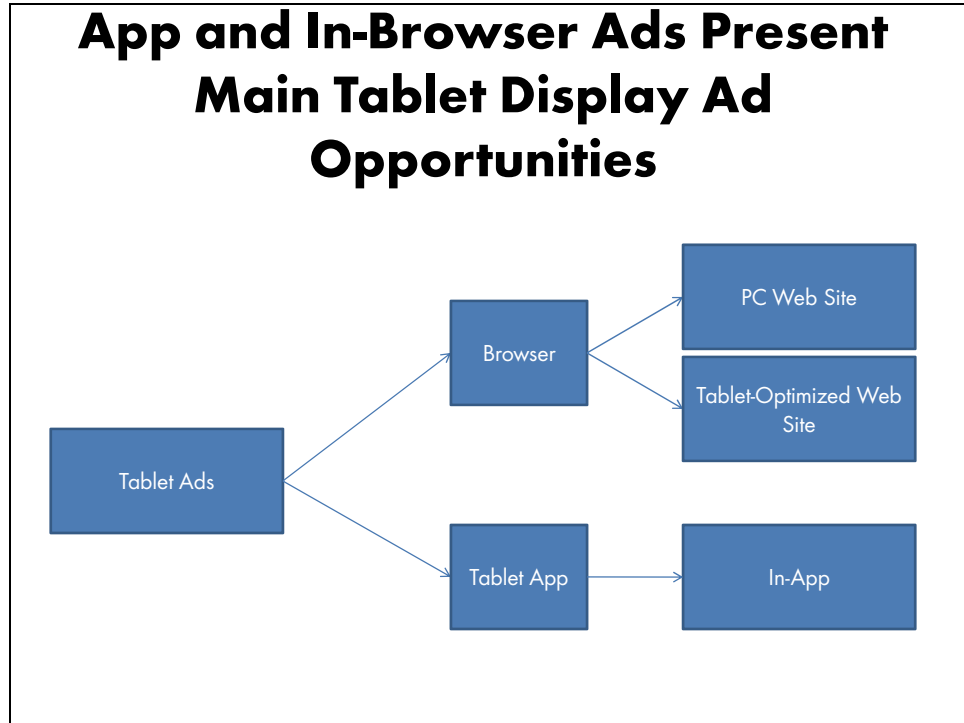 App and In-Browser Ads Present
Main Tablet Display Ad
Opportunities
PC Web Site
Browser
Tablet-Optimized Web
Site
Tablet Ads
Tablet App
In-App